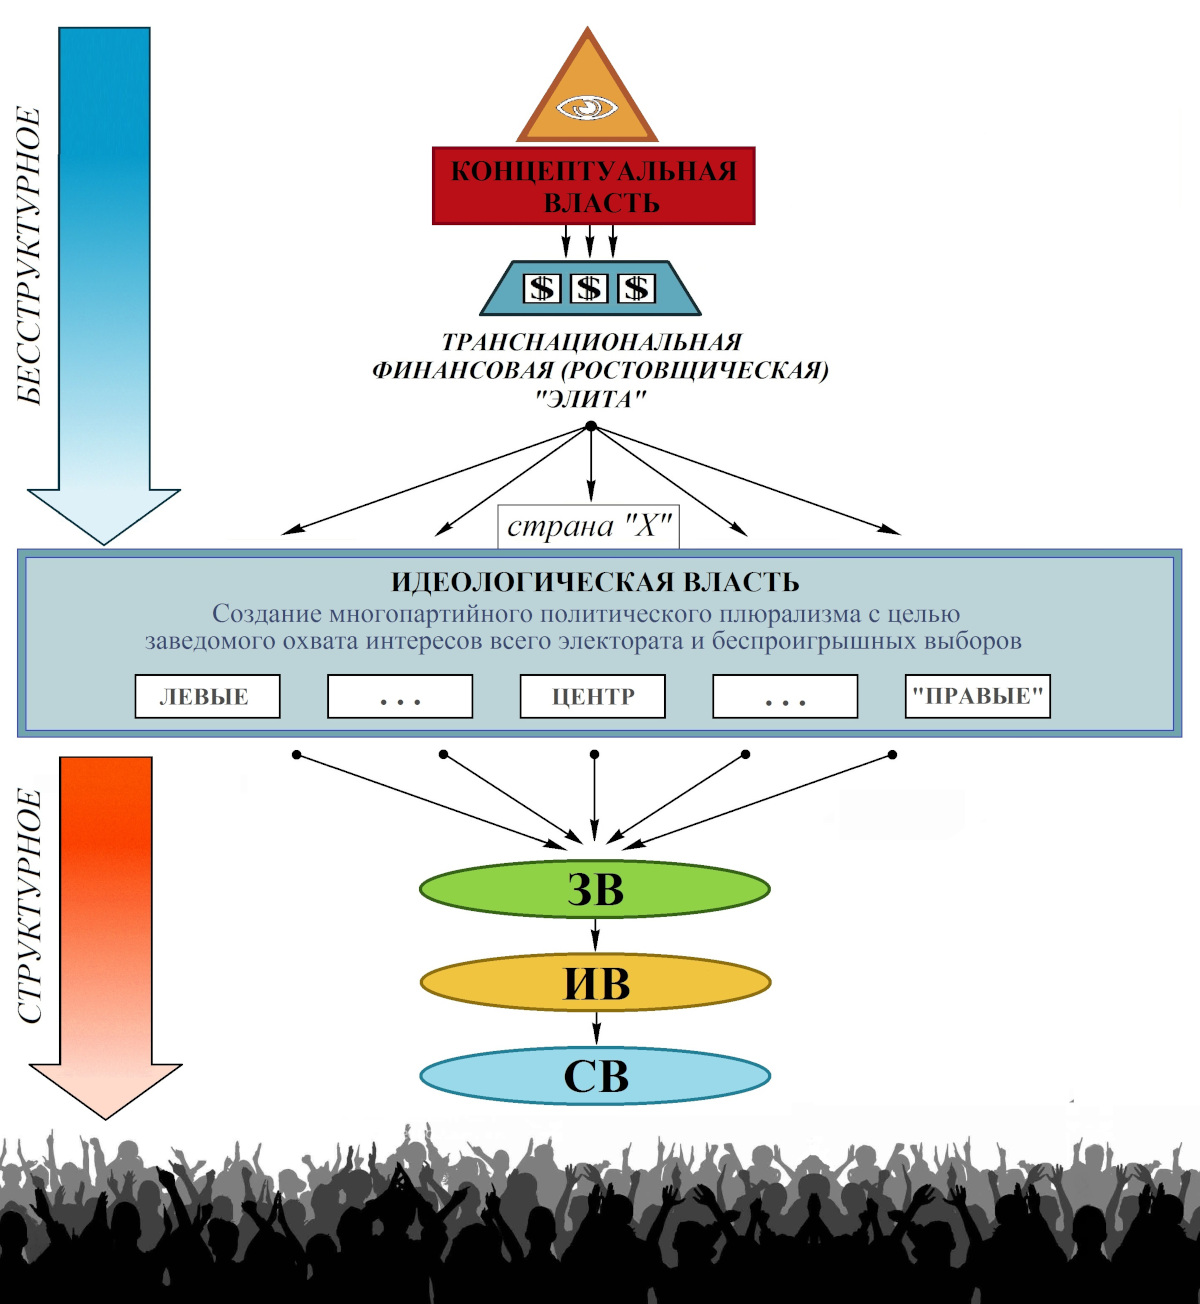 БЕССТРУКТУРНОЕ
КОНЦЕПТУАЛЬНАЯ
ВЛАСТЬ
$ $ $
ТРАНСНАЦИОНАЛЬНАЯ
ФИНАНСОВАЯ (РОСТОВЩИЧЕСКАЯ)
"ЭЛИТА"
страна "Х"
ИДЕОЛОГИЧЕСКАЯ ВЛАСТЬ
Создание многопартийного политического плюрализма с целью
заведомого охвата интересов всего электората и беспроигрышных выборов
ЛЕВЫЕ
. . .
ЦЕНТР
. . .
"ПРАВЫЕ"
СТРУКТУРНОЕ
ЗВ
ИВ
СВ